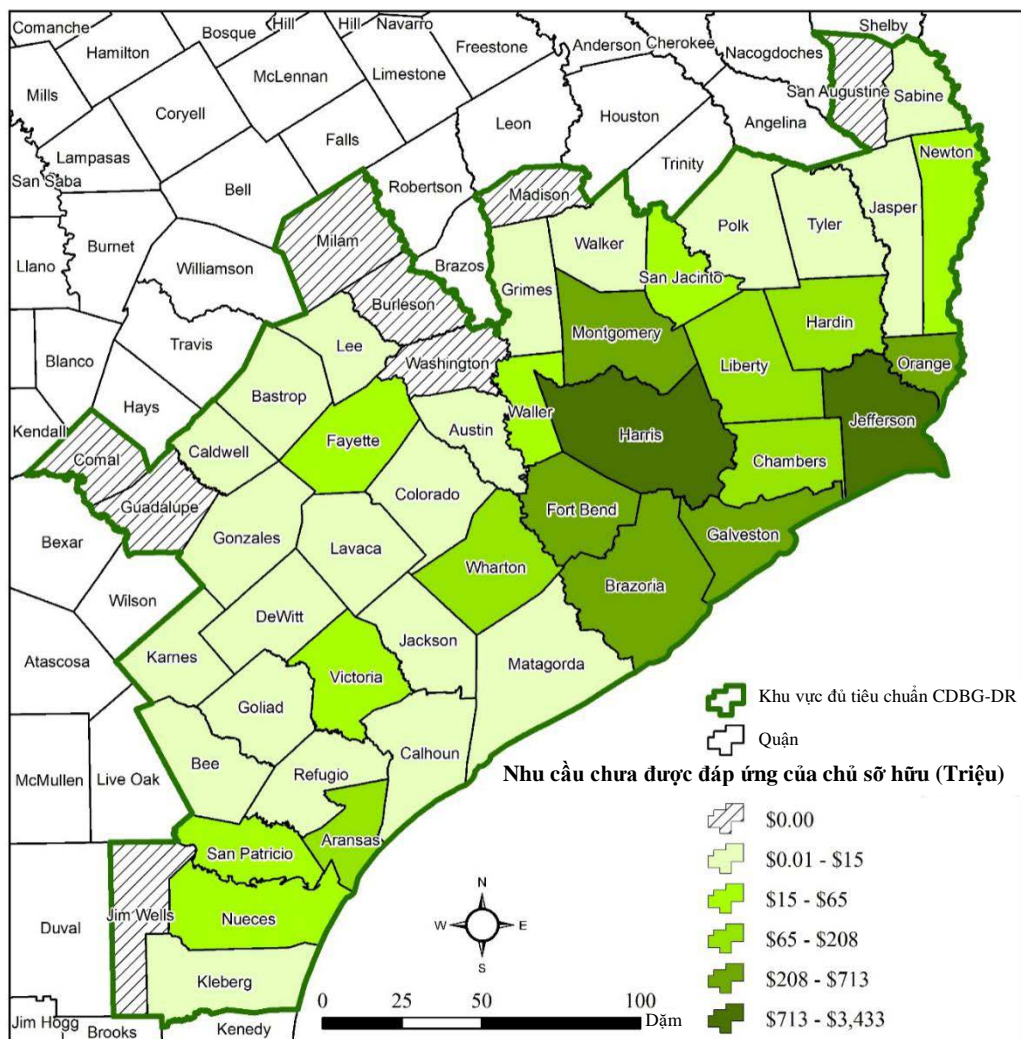 Comanche
Hamilton
Bosque
Hill
Hill
Navarro
Freestone
Anderson
Cherokee
Nacogdoches
Shelby
McLennan
Limestone
San Augustine
Sabine
Mills
Coryell
Leon
Houston
Angelina
Falls
Lampasas
Trinity
Newton
San Saba
Bell
Robertson
Madison
Burnet
Milam
Walker
Polk
Tyler
Jasper
Llano
Williamson
Brazos
San Jacinto
Grimes
Burleson
Hardin
Montgomery
Travis
Lee
Washington
Orange
Blanco
Liberty
Bastrop
Hays
Waller
Jefferson
Kendall
Austin
Harris
Fayette
Caldwell
Comal
Chambers
Colorado
Guadalupe
Fort Bend
Bexar
Gonzales
Lavaca
Galveston
Wharton
Brazoria
Wilson
DeWitt
Jackson
Atascosa
Karnes
Matagorda
Victoria
Goliad
Calhoun
Bee
Refugio
McMullen
Live Oak
Aransas
San Patricio
Jim Wells
Nueces
Duval
Kleberg
Jim Hogg
Brooks
Kenedy
Khu vực đủ tiêu chuẩn CDBG-DR
Quận
Nhu cầu chưa được đáp ứng của chủ sỡ hữu (Triệu)
$0.00
$0.01 - $15
$15 - $65
$65 - $208
$208 - $713
$713 - $3,433
N
W
E
S
0
25
50
100
Dặm